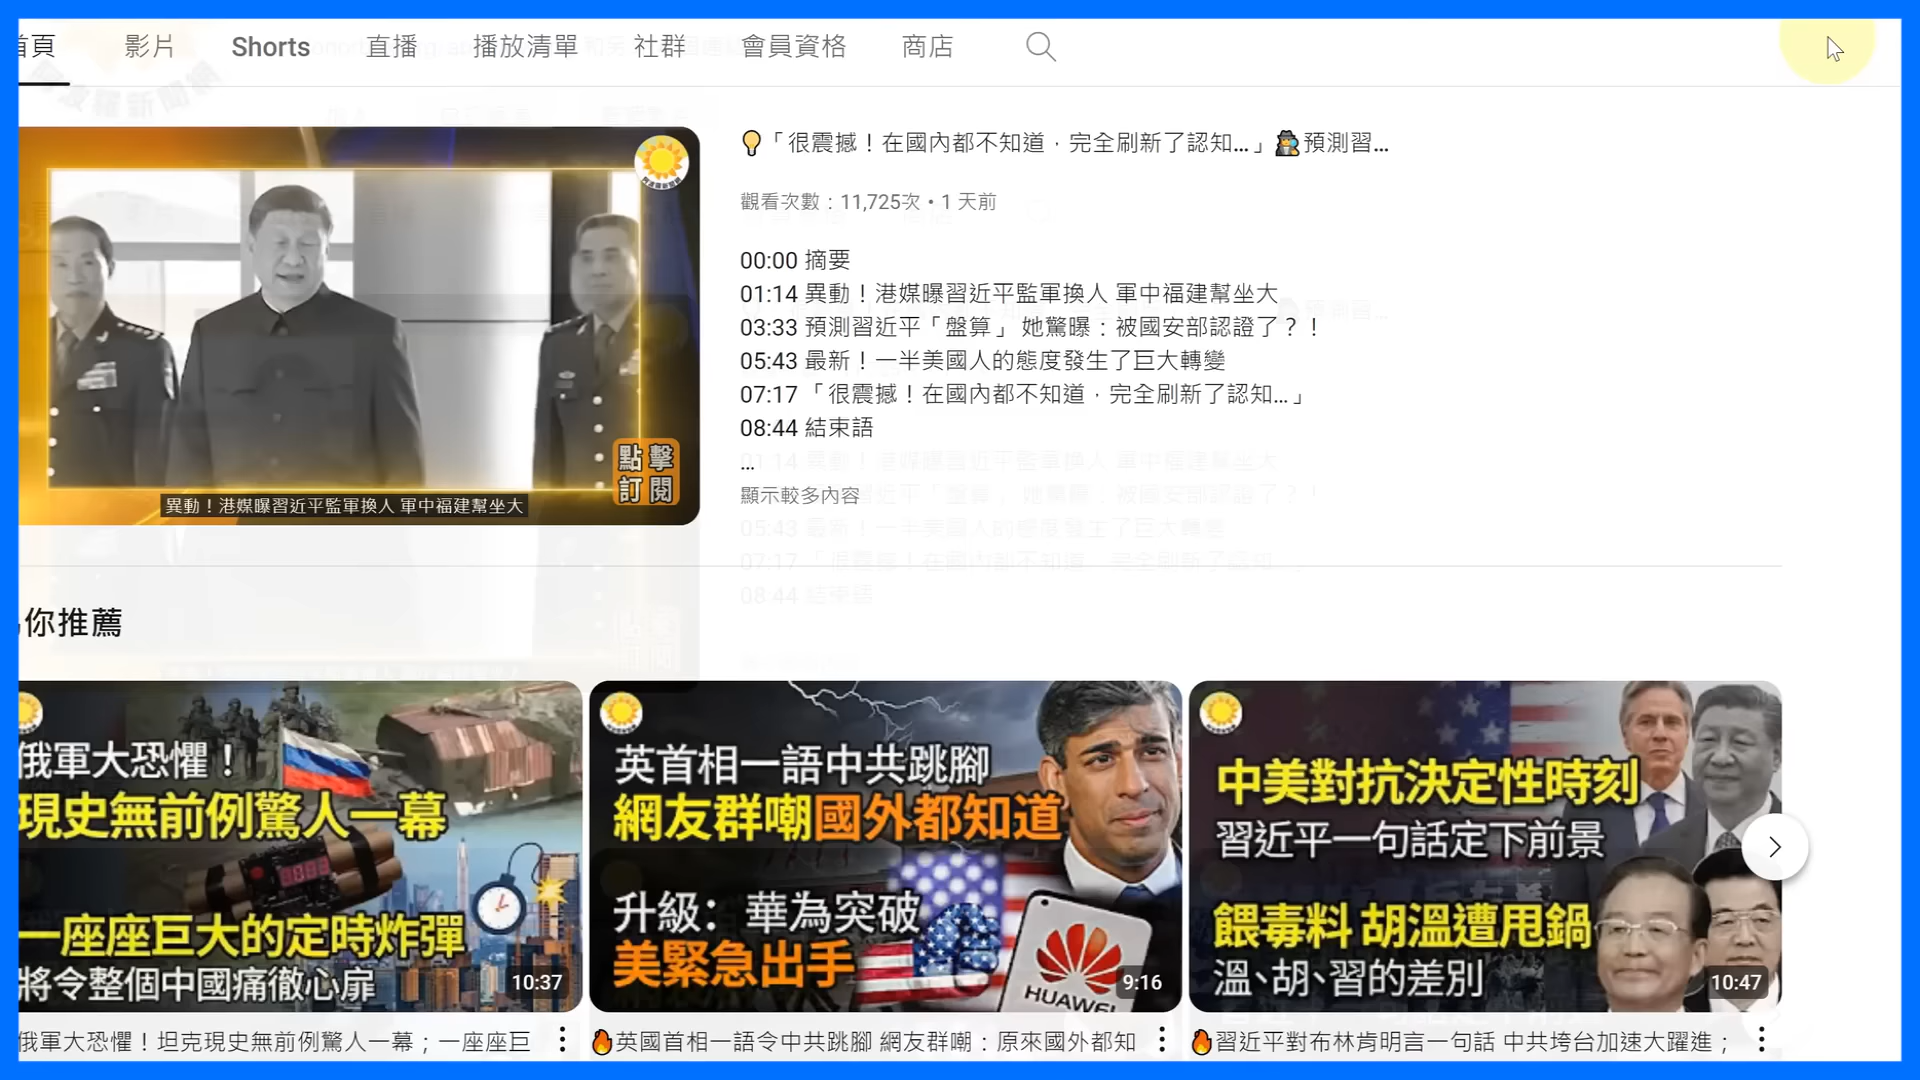 首頁 影片 Shorts 直播 播放清單 社群 會員資格 商店
💡「很震撼！在國內都不知道，完全刷新了認知...」🕵️預測習...
觀看次數：11,725次 • 1 天前
00:00 摘要
01:14 異動！港媒曝習近平監軍換人 軍中福建幫坐大
03:33 預測習近平「盤算」 她驚曝：被國安部認證了？！
05:43 最新！一半美國人的態度發生了巨大轉變
07:17 「很震撼！在國內都不知道，完全刷新了認知...」
08:44 結束語
...
顯示較多內容
點擊
訂閱
異動！港媒曝習近平監軍換人 軍中福建幫坐大
你推薦
俄軍大恐懼！
現史無前例驚人一幕
一座座巨大的定時炸彈
將令整個中國痛徹心扉
10:37
英首相一語中共跳腳
網友群嘲國外都知道
升級：華為突破
美緊急出手
HUAWEI
9:16
中美對抗決定性時刻
習近平一句話定下前景
餵毒料 胡溫遭甩鍋
溫、胡、習的差別
10:47
俄軍大恐懼！坦克現史無前例驚人一幕；一座座巨
🔥英國首相一語令中共跳腳 網友群嘲：原來國外都知
🔥習近平對布林肯明言一句話 中共垮台加速大躍進；